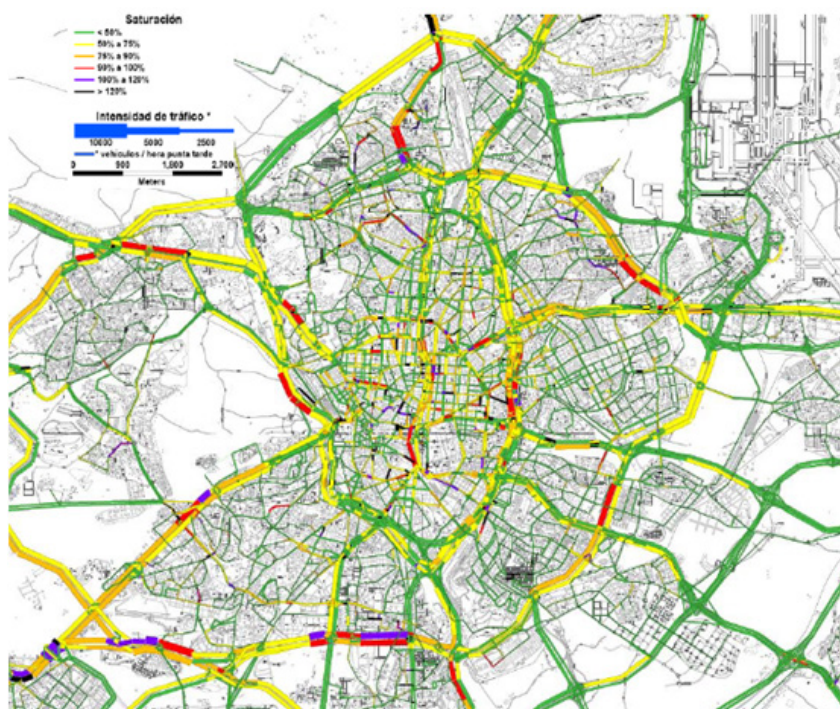 Saturación
< 50%
50% a 75%
75% a 90%
90% a 100%
100% a 120%
> 120%
Intensidad de tráfico *
10000 5000 2500
* vehículos / hora punta tarde
0 900 1,800 2,700
Meters